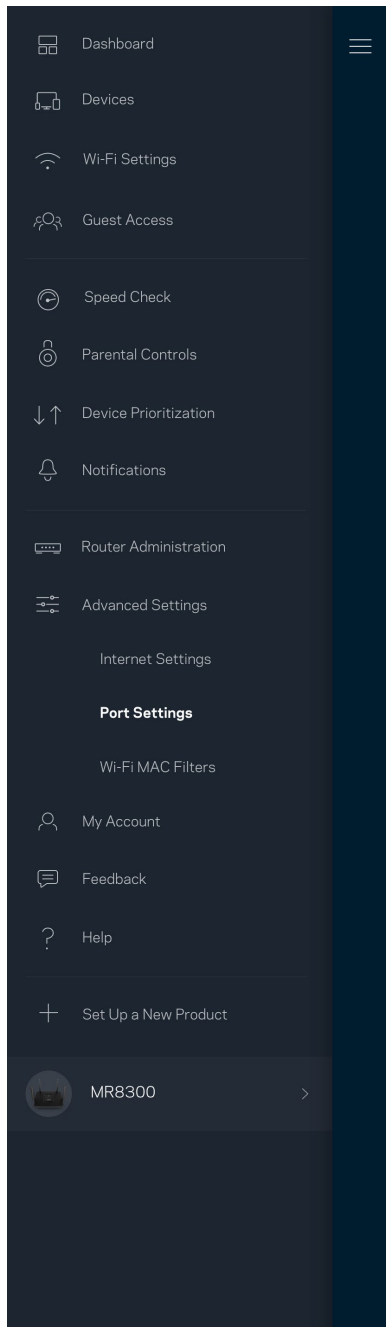 Dashboard
Devices
Wi-Fi Settings
Guest Access
Speed Check
Parental Controls
Device Prioritization
Notifications
Router Administration
Advanced Settings
Internet Settings
Port Settings
Wi-Fi MAC Filters
My Account
Feedback
Help
Set Up a New Product
MR8300